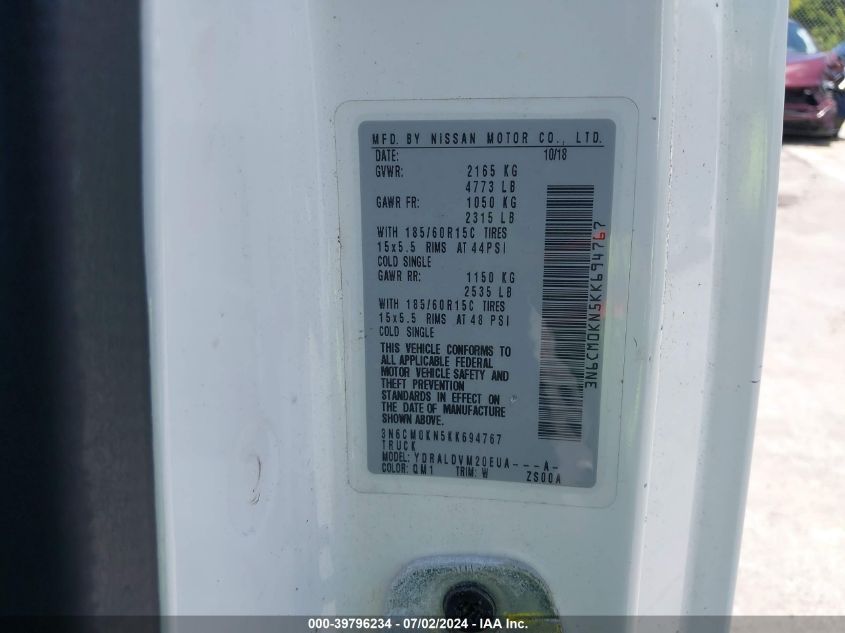 MFD. BY NISSAN MOTOR CO., LTD.
DATE: 10/18
GVWR: 2165 KG
4773 LB
GAWR FR: 1050 KG
2315 LB
WITH 185/60R15C TIRES
15x5.5 RIMS AT 44PSI
COLD SINGLE
GAWR RR: 1150 KG
2535 LB
WITH 185/60R15C TIRES
15x5.5 RIMS AT 48 PSI
COLD SINGLE
THIS VEHICLE CONFORMS TO
ALL APPLICABLE FEDERAL
MOTOR VEHICLE SAFETY AND
THEFT PREVENTION
STANDARDS IN EFFECT ON
THE DATE OF MANUFACTURE
SHOWN ABOVE.
3N6CM0KN5KK694767
TRUCK
MODEL: YDRALDVM20EUA---A-
COLOR: QM1 TRIM: W ZS00A
3N6CM0KN5KK694767
000-39796234 - 07/02/2024 - IAA Inc.